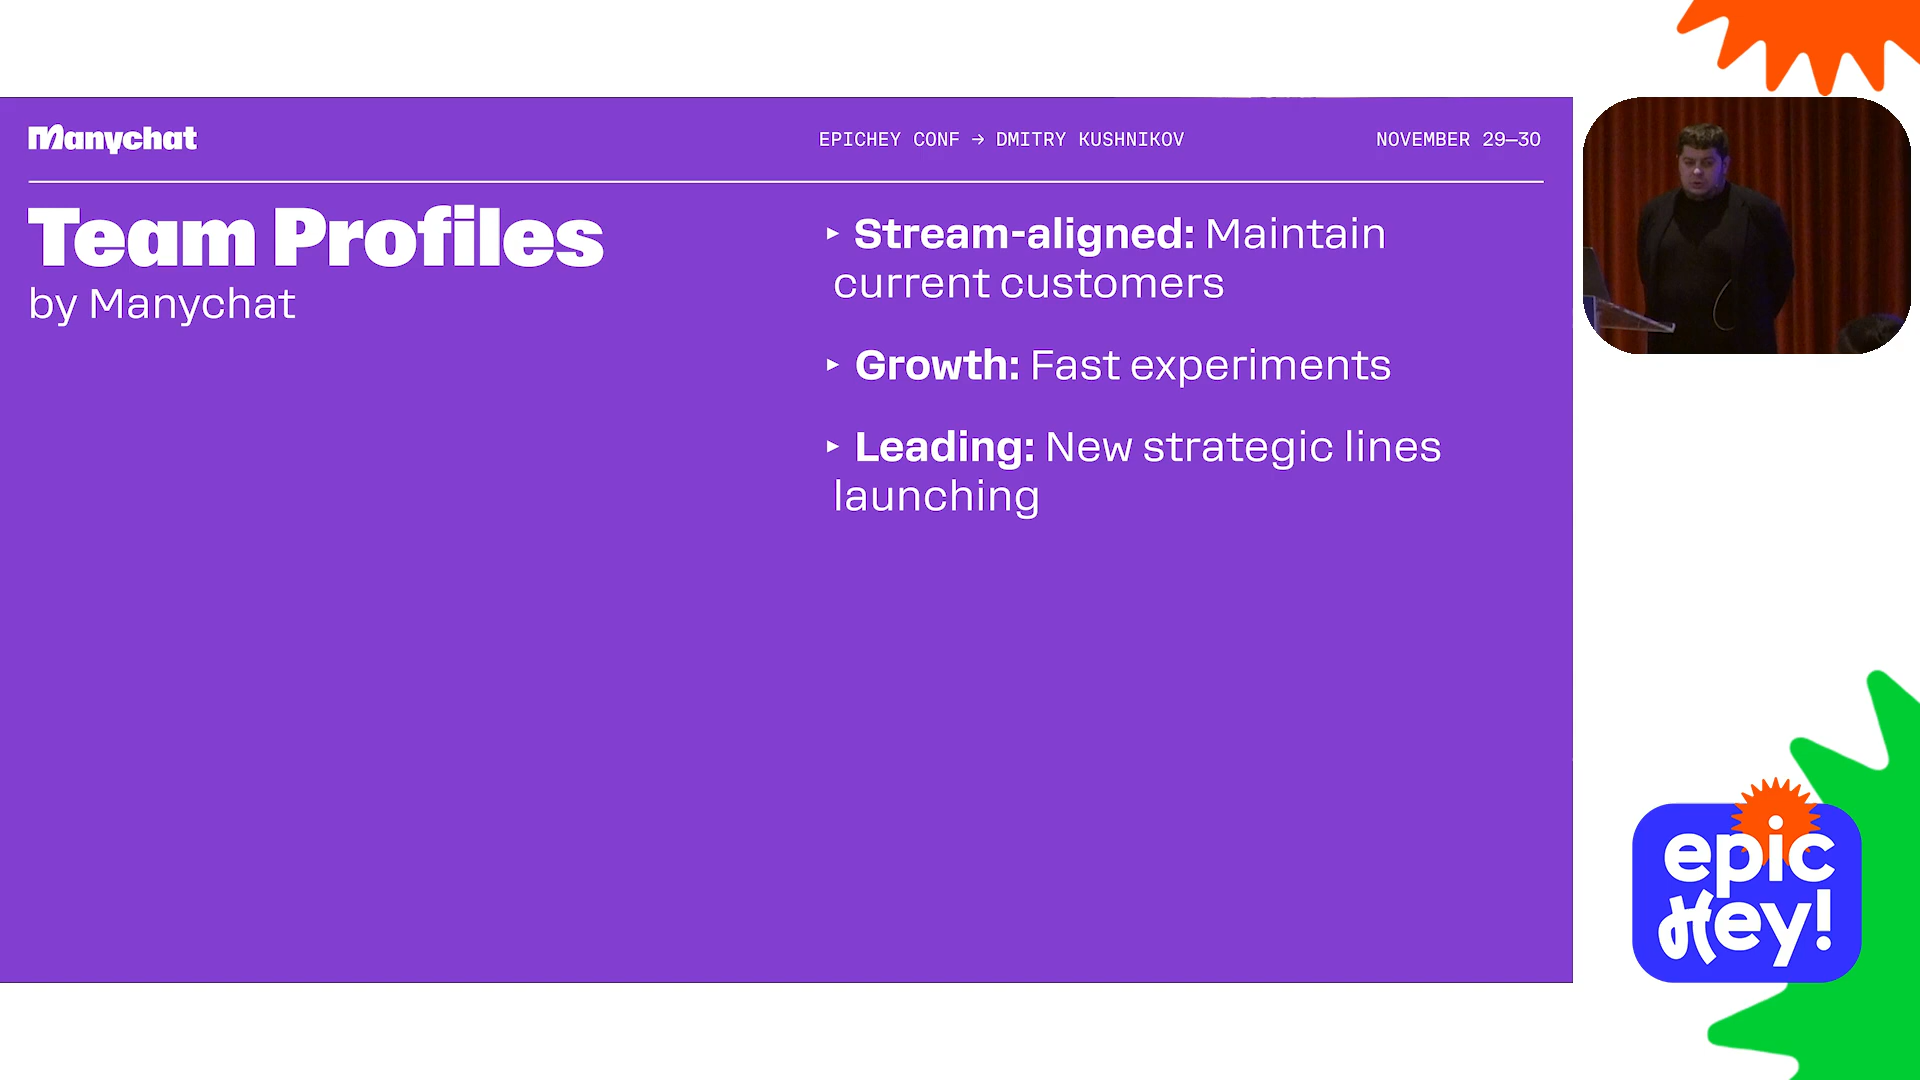 Manychat
EPICHEY CONF → DMITRY KUSHNIKOV
NOVEMBER 29—30
Team Profiles
by Manychat
▸ Stream-aligned: Maintain
current customers
▸ Growth: Fast experiments
▸ Leading: New strategic lines
launching
epic
Hey!